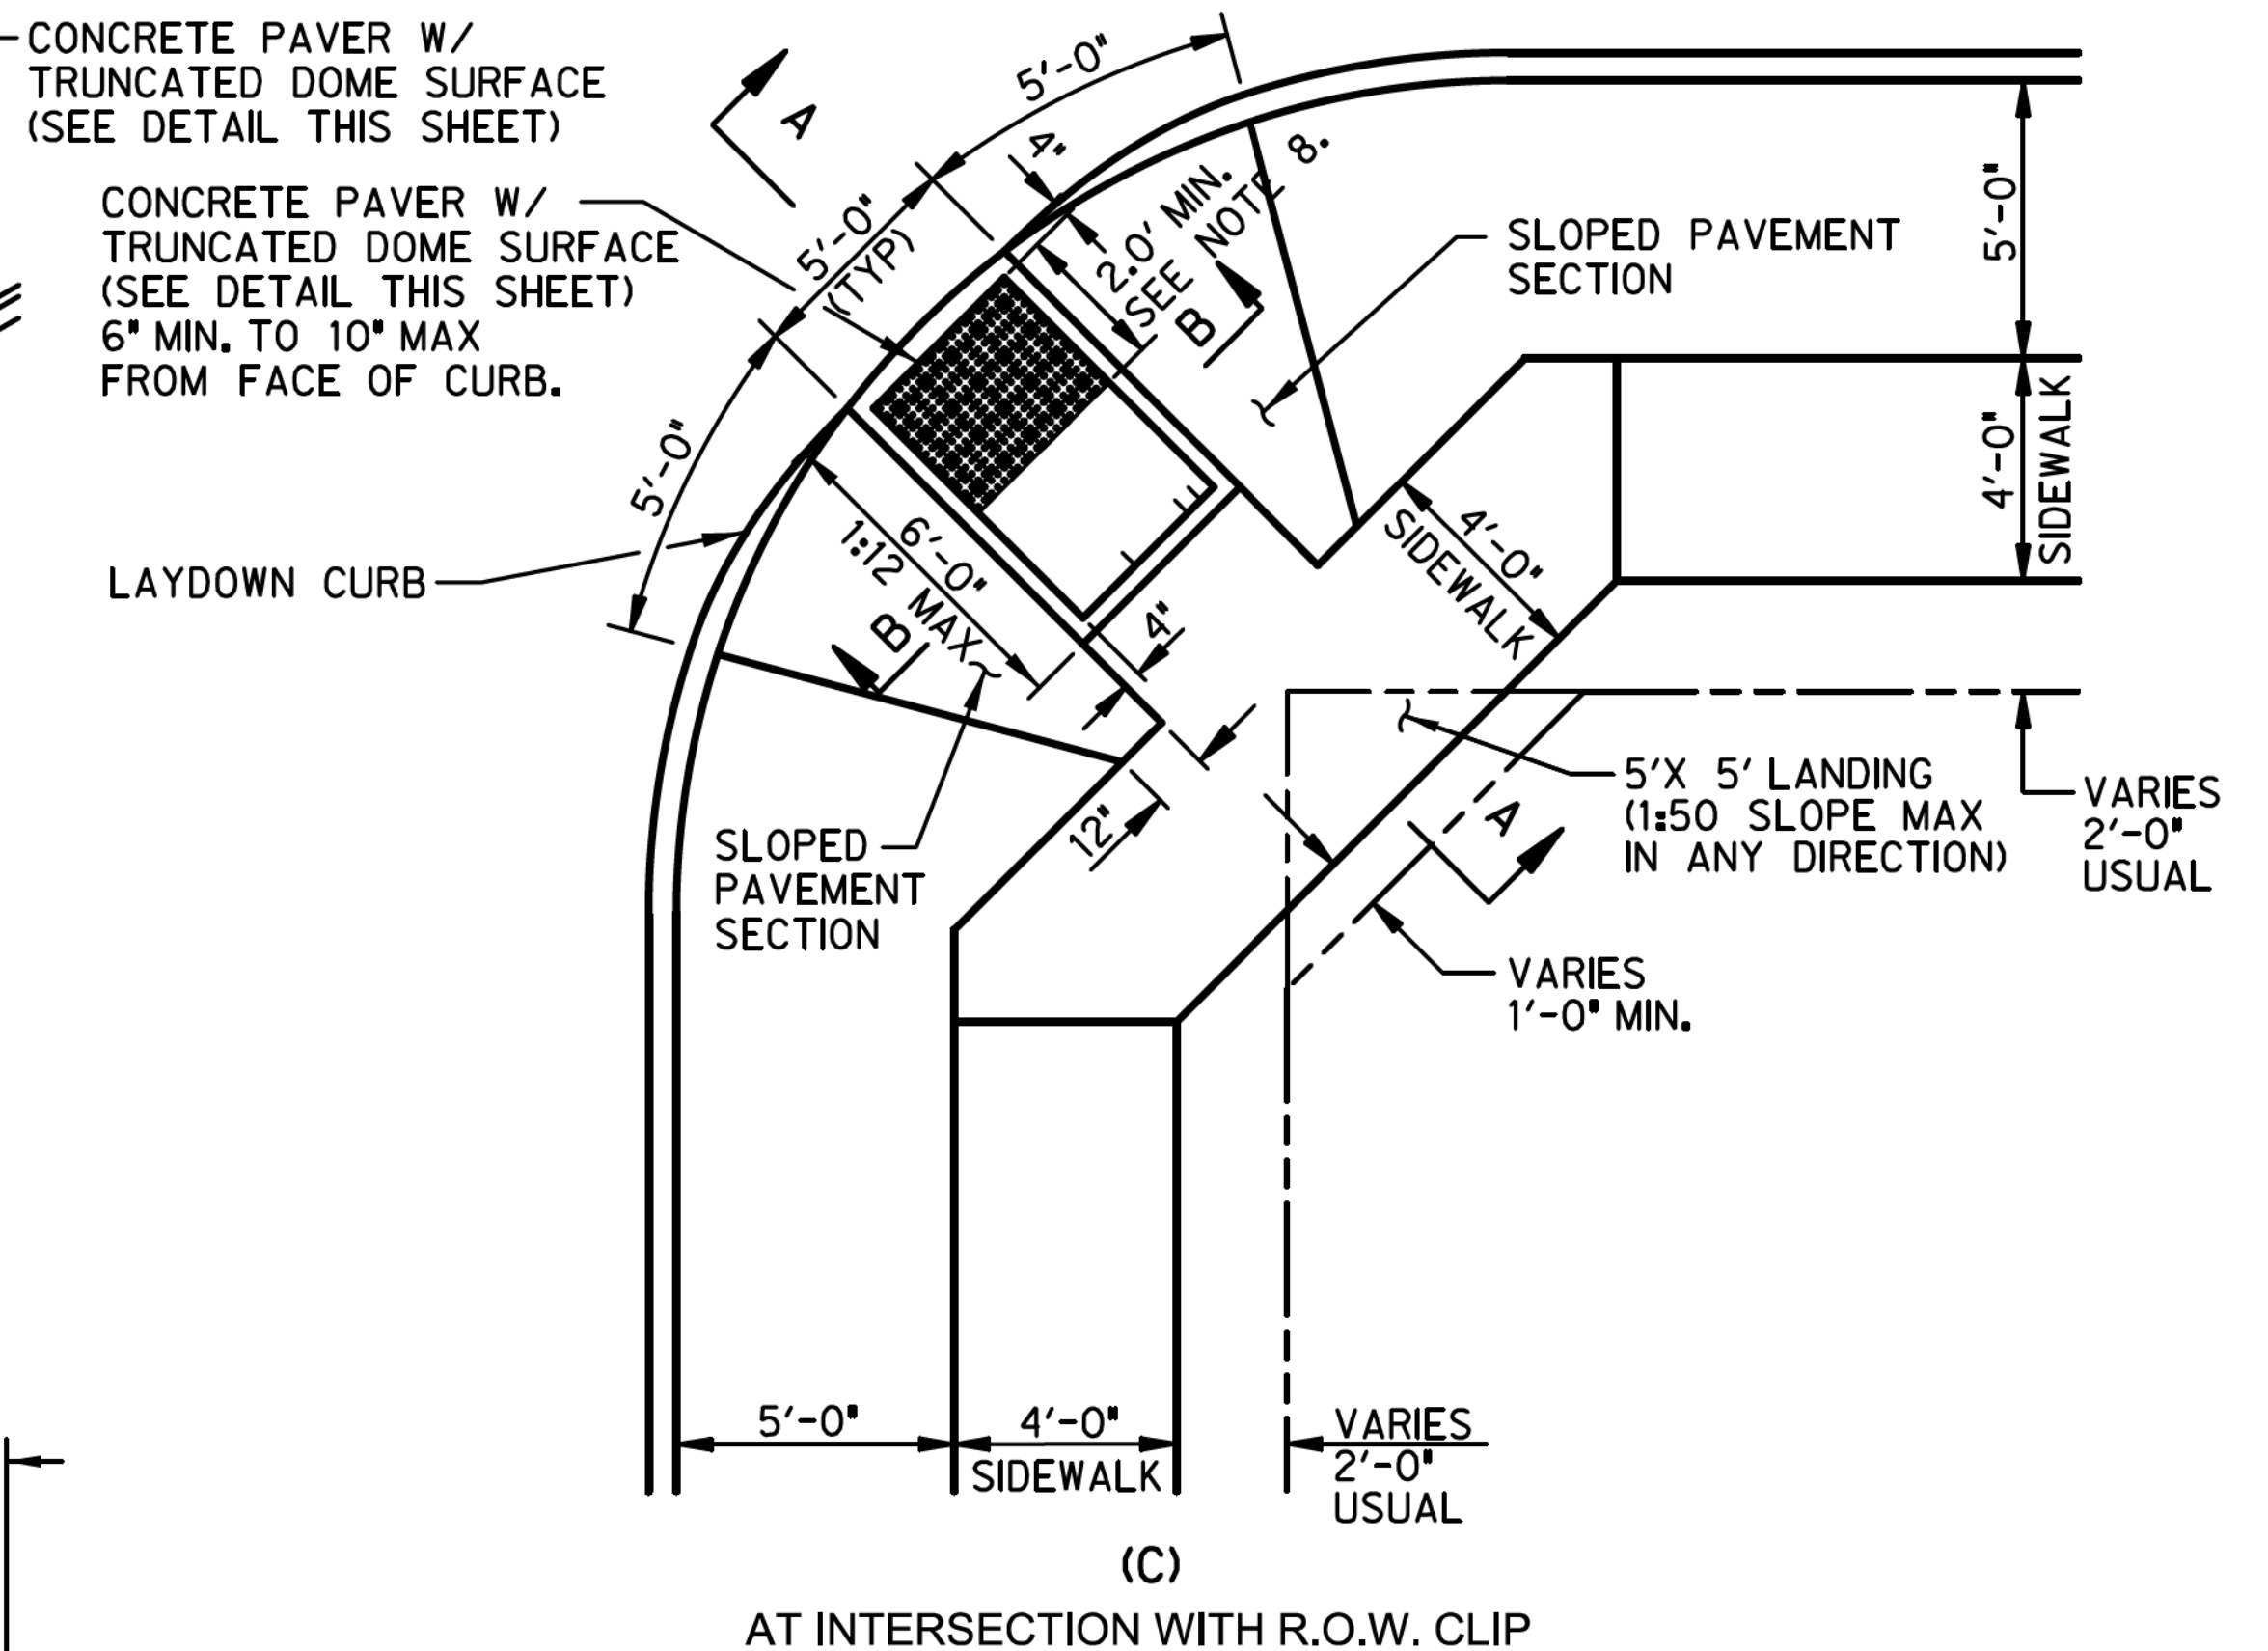 CONCRETE PAVER W/
TRUNCATED DOME SURFACE
(SEE DETAIL THIS SHEET)
CONCRETE PAVER W/
TRUNCATED DOME SURFACE
(SEE DETAIL THIS SHEET)
6" MIN. TO 10" MAX
FROM FACE OF CURB.
A
5'-0"
5'-0"
(TYP)
4"
2.0' MIN.
SEE NOTE 8.
B
SLOPED PAVEMENT
SECTION
5'-0"
4'-0"
SIDEWALK
5'-0"
LAYDOWN CURB
6'-0"
1:12 MAX
B
4"
4'-0"
SIDEWALK
12"
SLOPED
PAVEMENT
SECTION
A
5'X 5' LANDING
(1:50 SLOPE MAX
IN ANY DIRECTION)
VARIES
2'-0"
USUAL
VARIES
1'-0" MIN.
5'-0"
4'-0"
SIDEWALK
VARIES
2'-0"
USUAL
(C)
AT INTERSECTION WITH R.O.W. CLIP